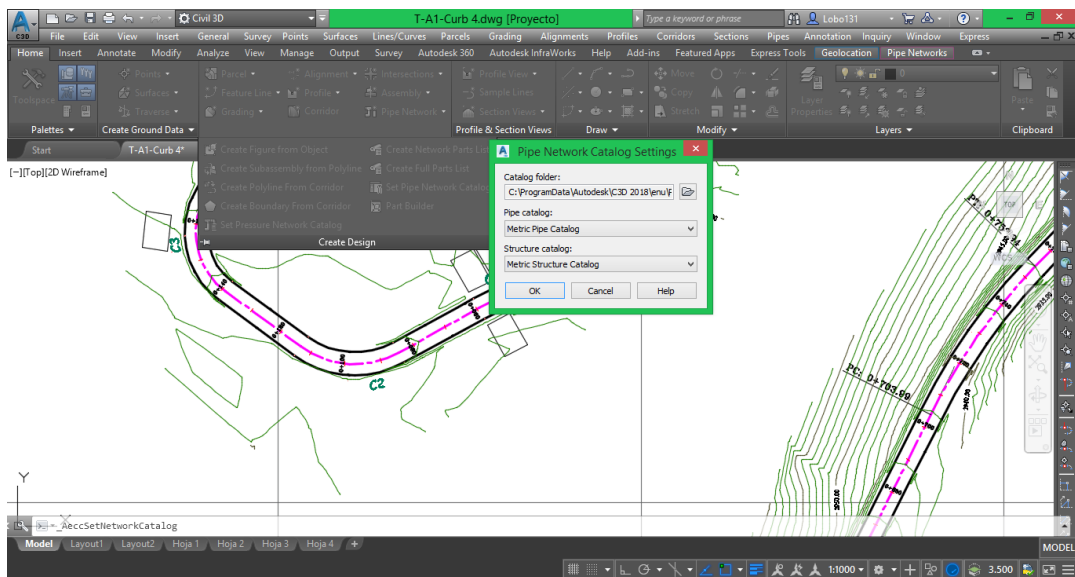 Civil 3D
T-A1-Curb 4.dwg [Proyecto]
Type a keyword or phrase
Lobo131
C3D
File Edit View Insert General Survey Points Surfaces Lines/Curves Parcels Grading Alignments Profiles Corridors Sections Pipes Annotation Inquiry Window Express
Home Insert Annotate Modify Analyze View Manage Output Survey Autodesk 360 Autodesk InfraWorks Help Add-ins Featured Apps Express Tools Geolocation Pipe Networks
Toolspace
Points
Surfaces
Traverse
Parcel
Feature Line
Grading
Alignment
Profile
Corridor
Intersections
Assembly
Pipe Network
Profile View
Sample Lines
Section Views
Move
Copy
Stretch
Layer
Properties
0
Paste
Palettes Create Ground Data Profile & Section Views Draw Modify Layers Clipboard
Start T-A1-Curb 4*
Create Figure from Object
Create Subassembly from Polyline
Create Polyline From Corridor
Create Boundary From Corridor
Set Pressure Network Catalog
Create Network Parts List
Create Full Parts List
Set Pipe Network Catalog
Part Builder
Create Design
Pipe Network Catalog Settings
Catalog folder:
C:\ProgramData\Autodesk\C3D 2018\enu\F
Pipe catalog:
Metric Pipe Catalog
Structure catalog:
Metric Structure Catalog
OK Cancel Help
[−][Top][2D Wireframe]
C3
C2
PC: 0+703.99
TOP
WCS
Y
X
_AeccSetNetworkCatalog
Model Layout1 Layout2 Hoja 1 Hoja 2 Hoja 3 Hoja 4 +
MODEL
1:1000
3.500